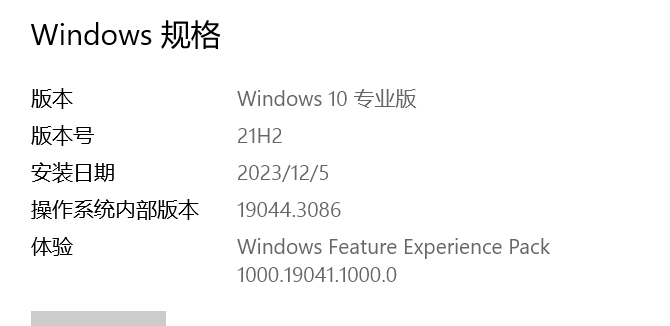 Windows 规格
版本 Windows 10 专业版
版本号 21H2
安装日期 2023/12/5
操作系统内部版本 19044.3086
体验 Windows Feature Experience Pack
1000.19041.1000.0